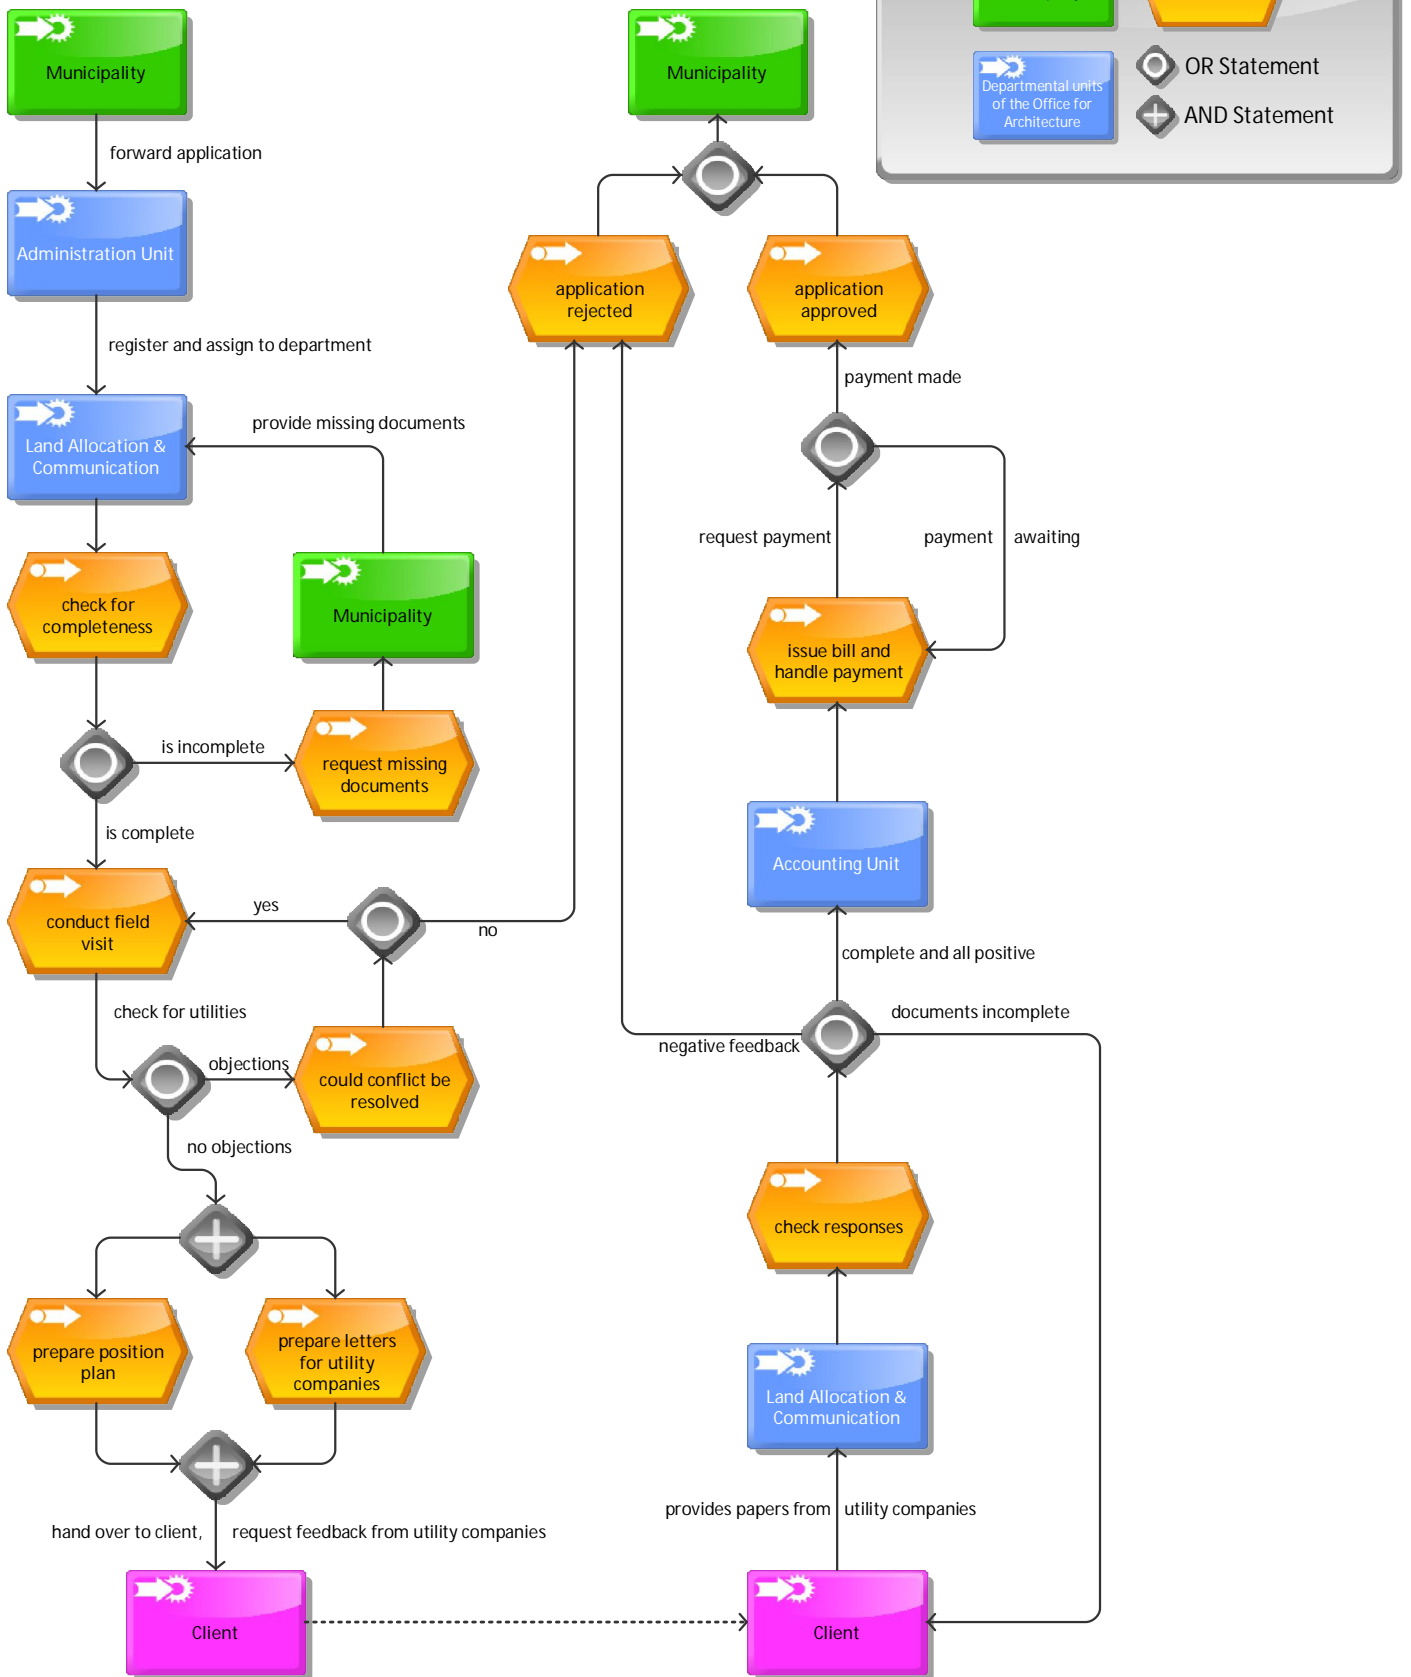 Municipality
forward application
Administration Unit
register and assign to department
Land Allocation &
Communication
provide missing documents
check for
completeness
Municipality
is incomplete
request missing
documents
is complete
conduct field
visit
yes
no
check for utilities
objections
could conflict be
resolved
no objections
prepare position
plan
prepare letters
for utility
companies
hand over to client,
request feedback from utility companies
Client
Municipality
application
rejected
application
approved
payment made
request payment
payment
awaiting
issue bill and
handle payment
Accounting Unit
complete and all positive
documents incomplete
negative feedback
check responses
Land Allocation &
Communication
provides papers from
utility companies
Client
Departmental units
of the Office for
Architecture
OR Statement
AND Statement